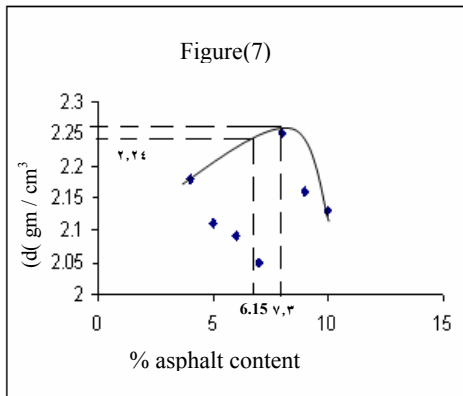 Figure(7)
2.3
2.25
٢,٢٤
2.2
2.15
2.1
2.05
2
(d( gm / cm³
0 5 10 15
6.15 ٧,٣
% asphalt content